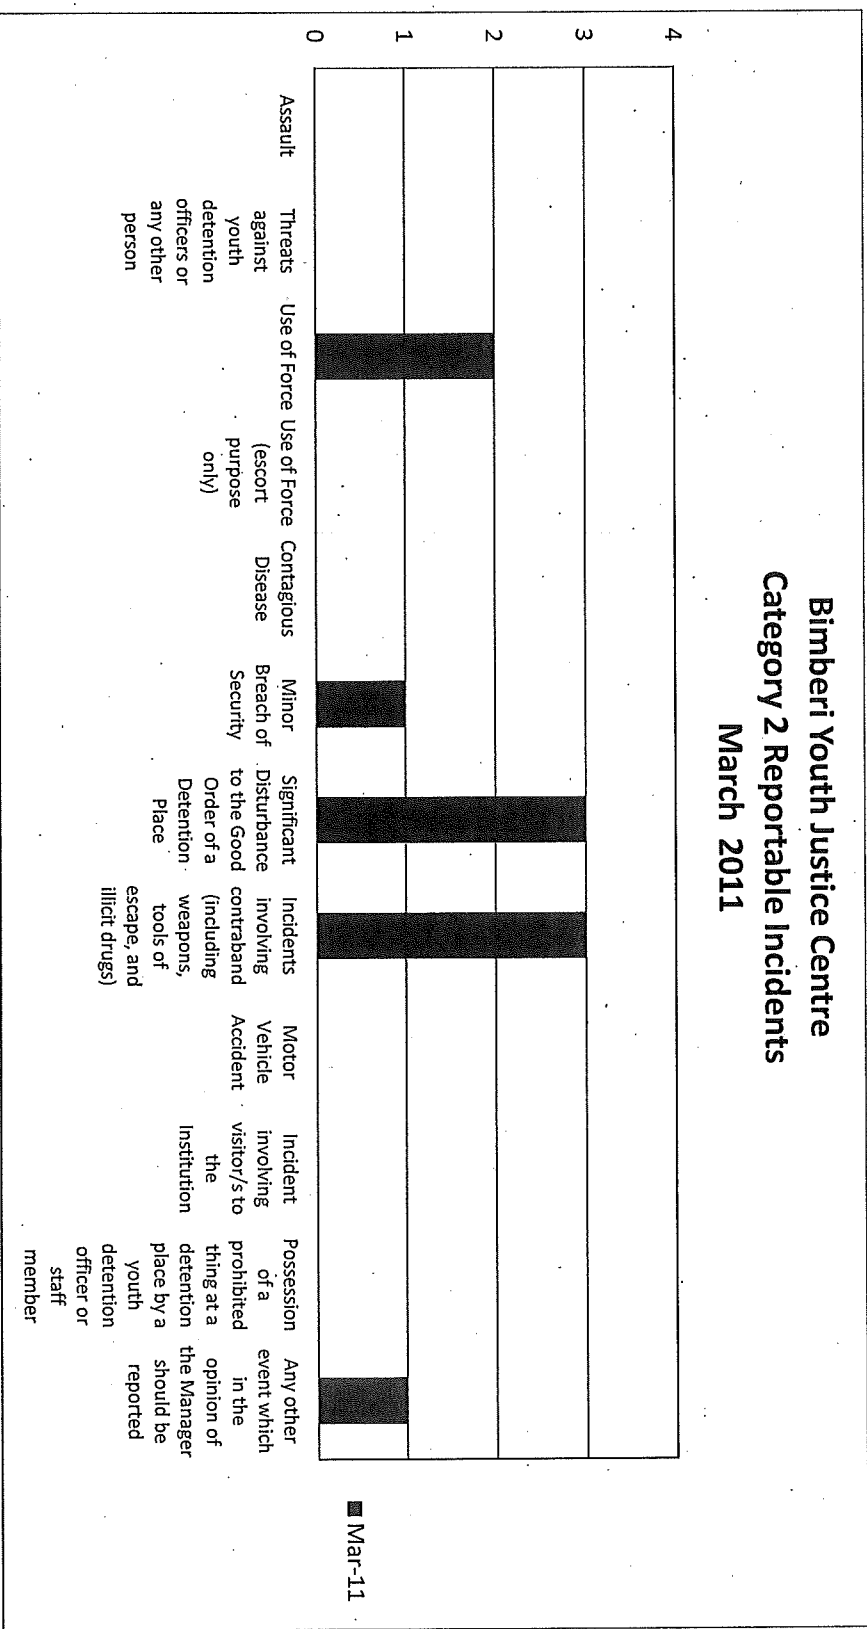 Bimberi Youth Justice Centre
Category 2 Reportable Incidents
March 2011
4
3
2
1
0
Assault
Threats
against
youth
detention
officers or
any other
person
Use of Force
Use of Force
(escort
purpose
only)
Contagious
Disease
Minor
Breach of
Security
Significant
Disturbance
to the Good
Order of a
Detention
Place
Incidents
involving
contraband
(including
weapons,
tools of
escape, and
illicit drugs)
Motor
Vehicle
Accident
Incident
involving
visitor/s to
the
Institution
Possession
of a
prohibited
thing at a
detention
place by a
youth
detention
officer or
staff
member
Any other
event which
in the
opinion of
the Manager
should be
reported
Mar-11